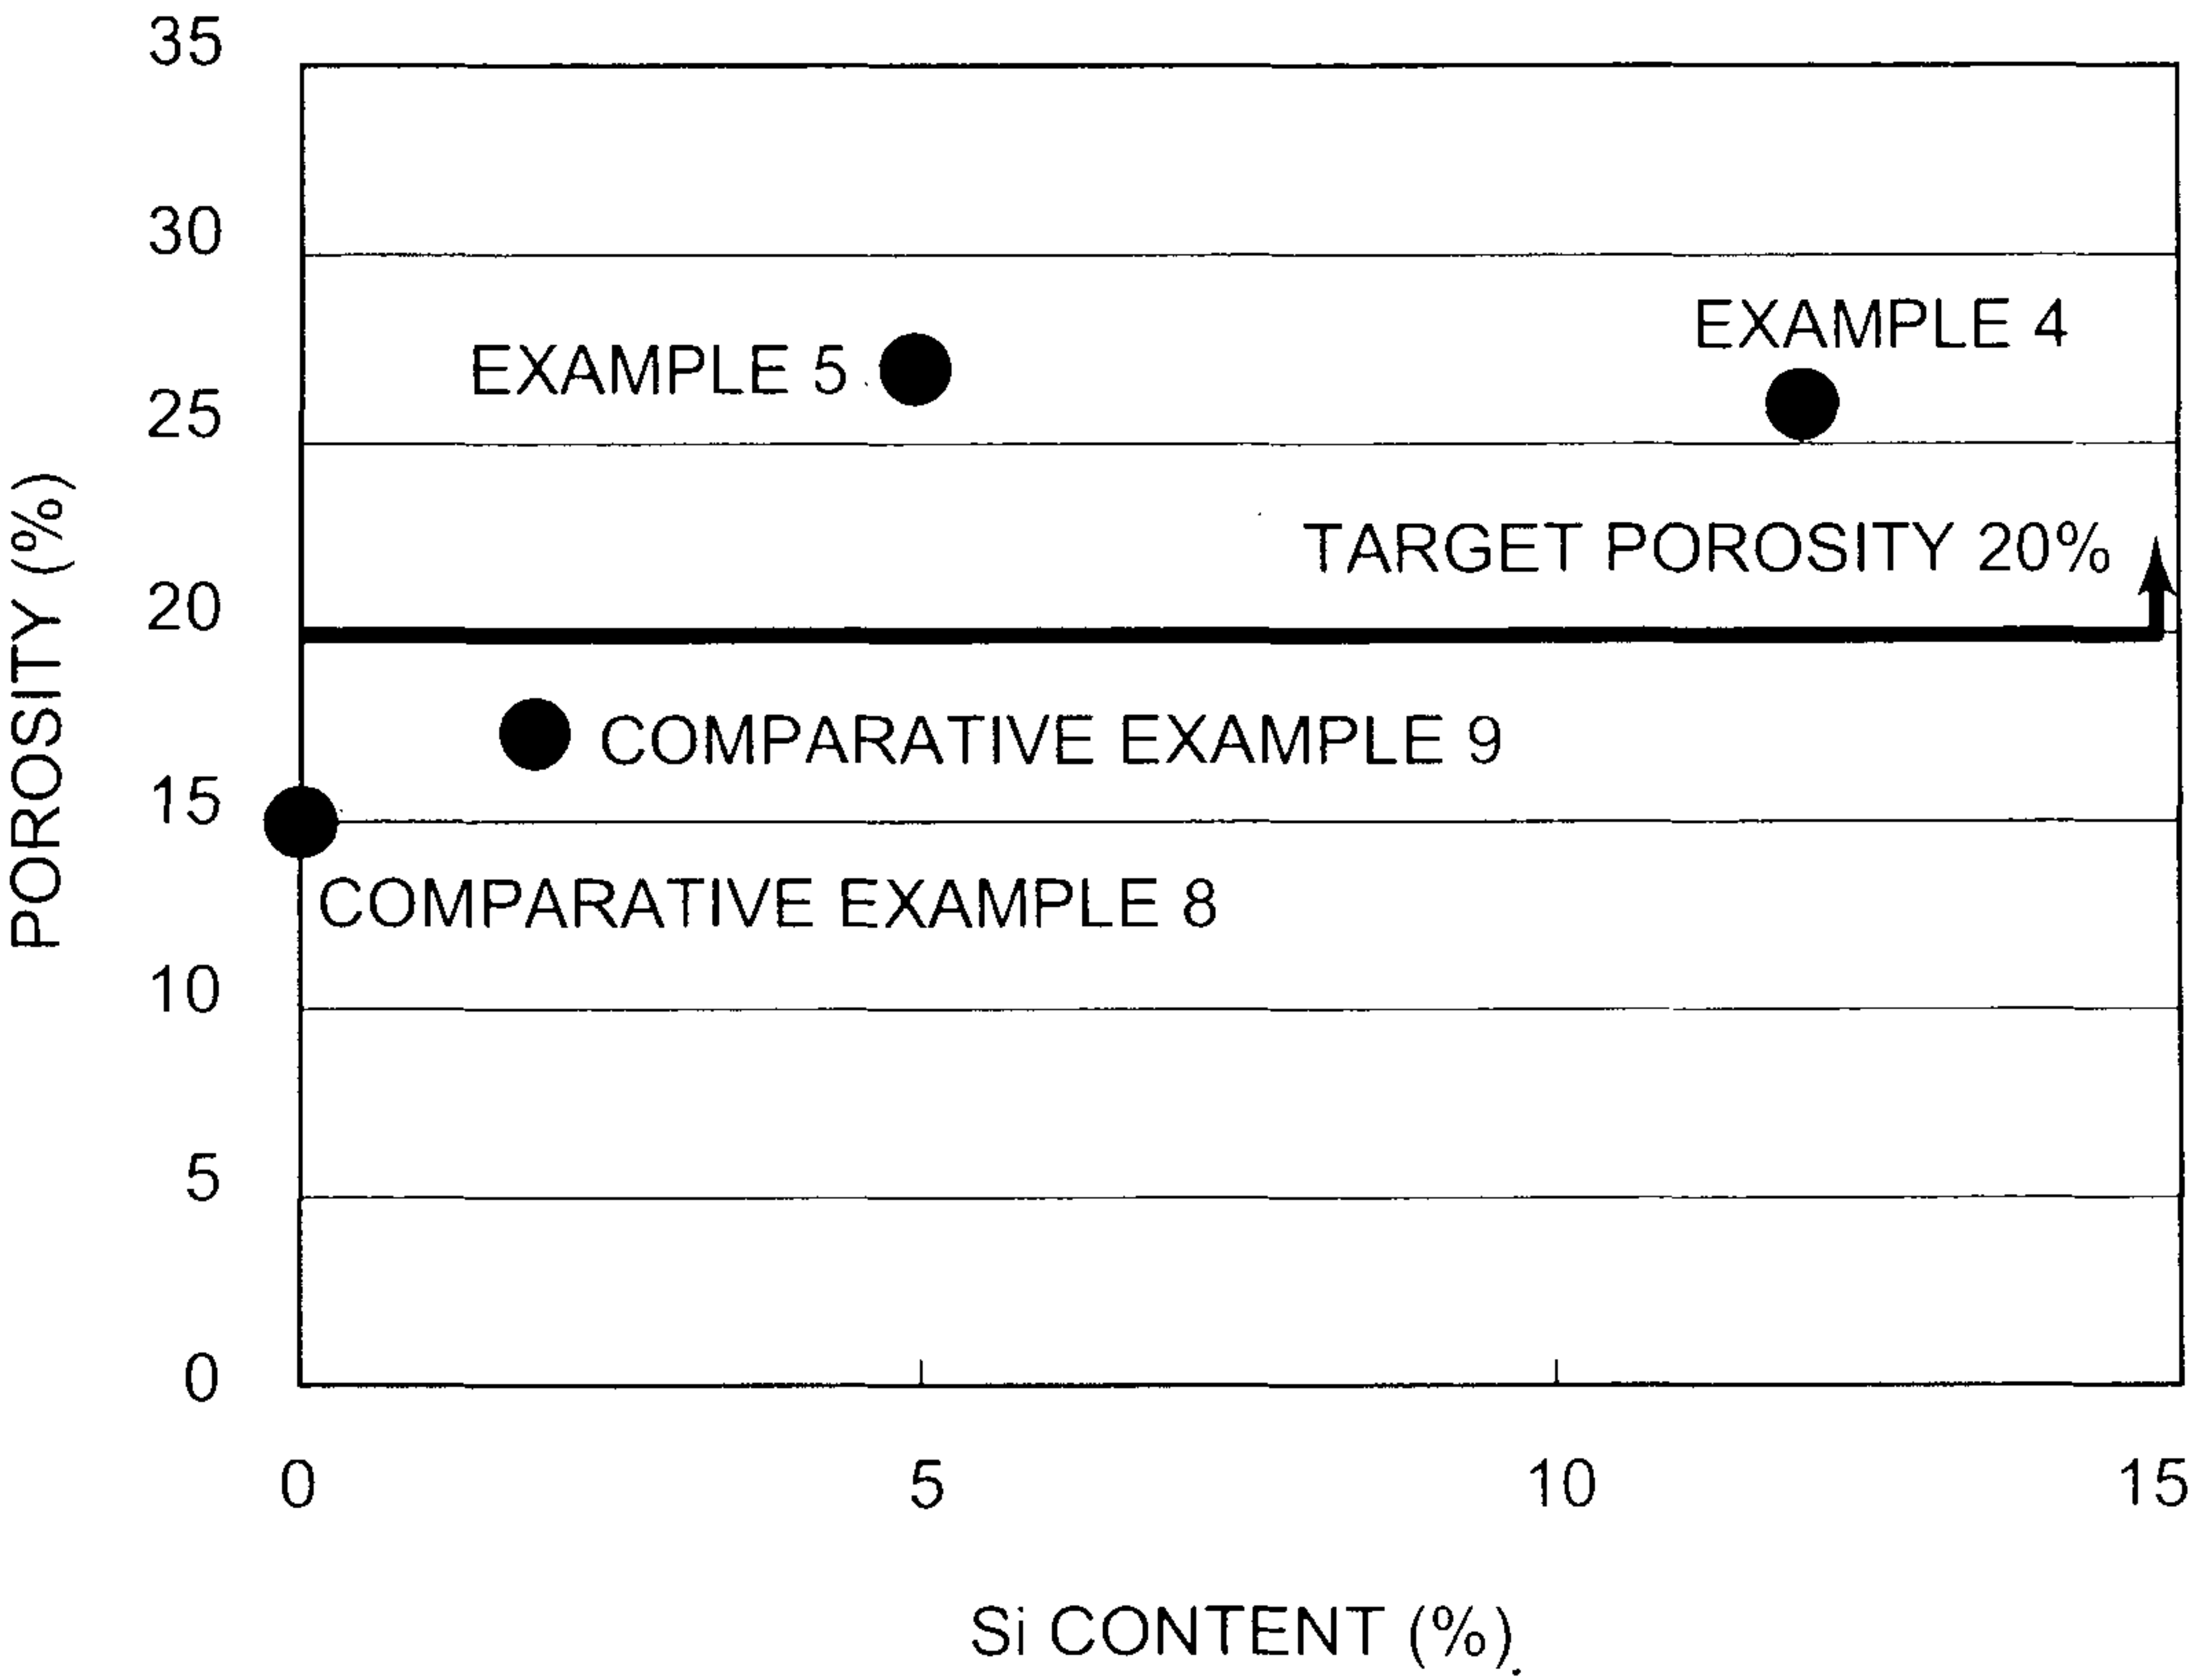 35
30
EXAMPLE 4
EXAMPLE 5
25
TARGET POROSITY 20%
20
COMPARATIVE EXAMPLE 9
15
COMPARATIVE EXAMPLE 8
10
5
0
POROSITY (%)
0 5 10 15
Si CONTENT (%)